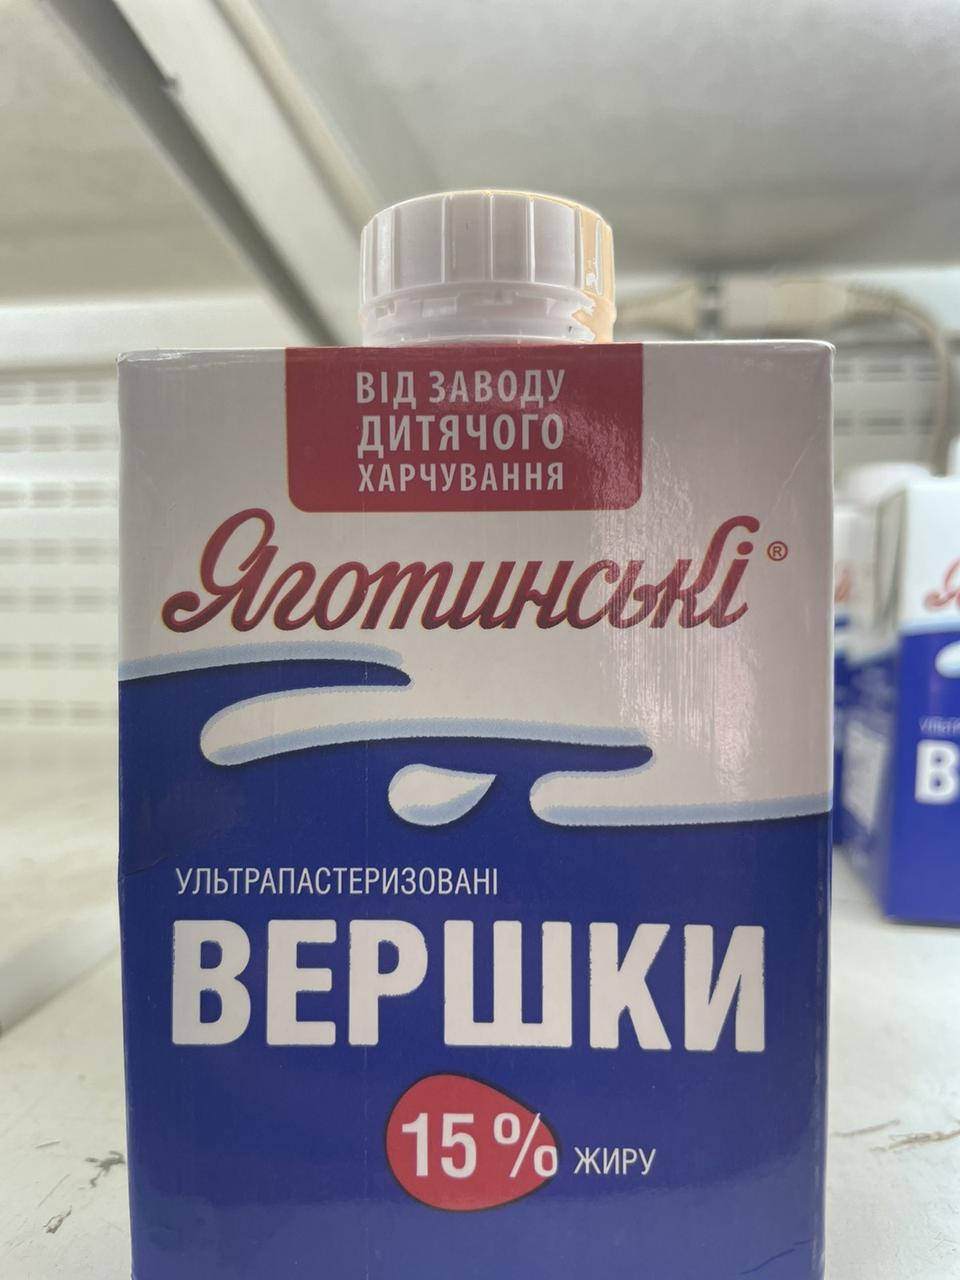 ВІД ЗАВОДУ
ДИТЯЧОГО
ХАРЧУВАННЯ
Яготинські®
УЛЬТРАПАСТЕРИЗОВАНІ
ВЕРШКИ
15 % ЖИРУ